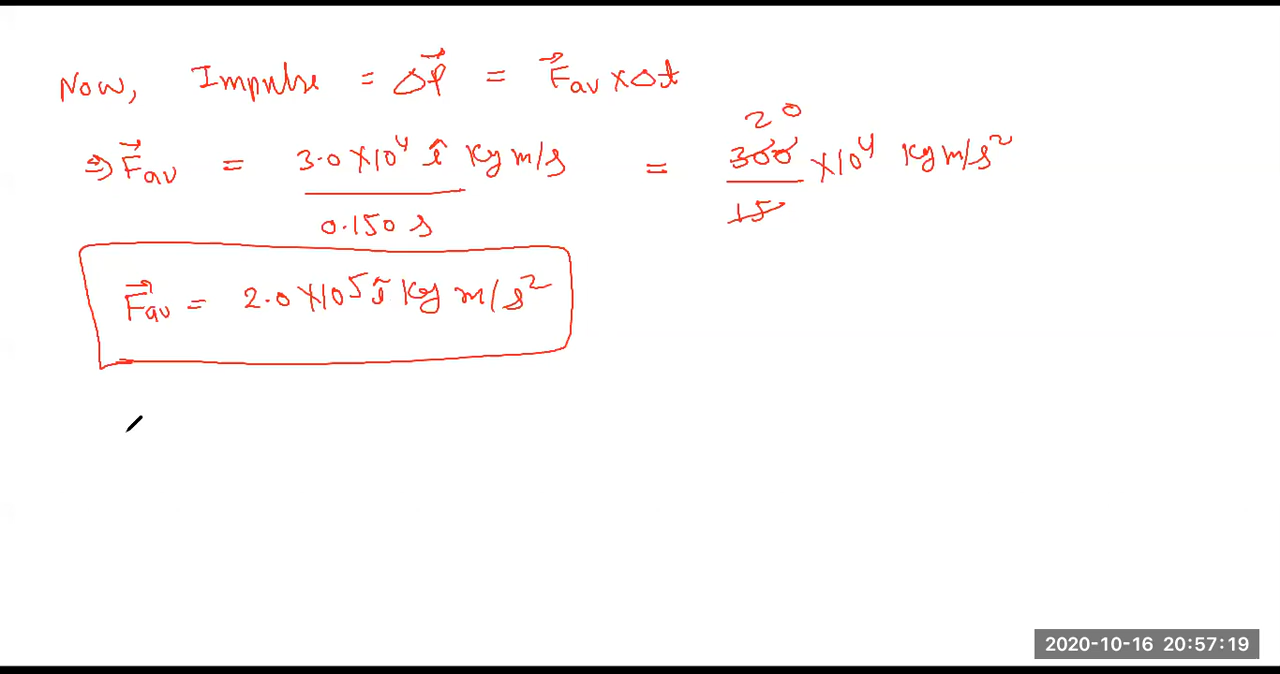 Now, Impulse = Δp⃗ = F⃗av × Δt
⇒ F⃗av = 3.0 × 10⁴ î kg m/s / 0.150 s = 300/15 20 × 10⁴ kg m/s²
F⃗av = 2.0 × 10⁵ î kg m/s²
2020-10-16 20:57:19